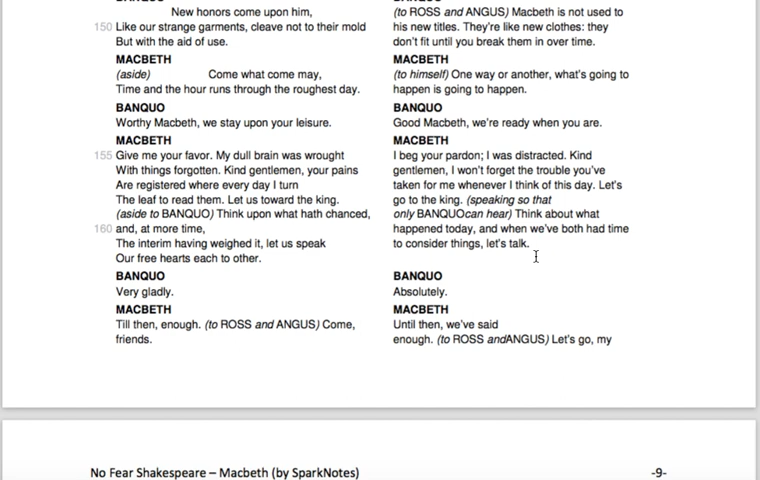 New honors come upon him,
150 Like our strange garments, cleave not to their mold
But with the aid of use.
MACBETH
(aside) Come what come may,
Time and the hour runs through the roughest day.
BANQUO
Worthy Macbeth, we stay upon your leisure.
MACBETH
155 Give me your favor. My dull brain was wrought
With things forgotten. Kind gentlemen, your pains
Are registered where every day I turn
The leaf to read them. Let us toward the king.
(aside to BANQUO) Think upon what hath chanced,
160 and, at more time,
The interim having weighed it, let us speak
Our free hearts each to other.
BANQUO
Very gladly.
MACBETH
Till then, enough. (to ROSS and ANGUS) Come,
friends.
(to ROSS and ANGUS) Macbeth is not used to
his new titles. They're like new clothes: they
don't fit until you break them in over time.
MACBETH
(to himself) One way or another, what's going to
happen is going to happen.
BANQUO
Good Macbeth, we're ready when you are.
MACBETH
I beg your pardon; I was distracted. Kind
gentlemen, I won't forget the trouble you've
taken for me whenever I think of this day. Let's
go to the king. (speaking so that
only BANQUOcan hear) Think about what
happened today, and when we've both had time
to consider things, let's talk.
BANQUO
Absolutely.
MACBETH
Until then, we've said
enough. (to ROSS andANGUS) Let's go, my
No Fear Shakespeare – Macbeth (by SparkNotes) -9-